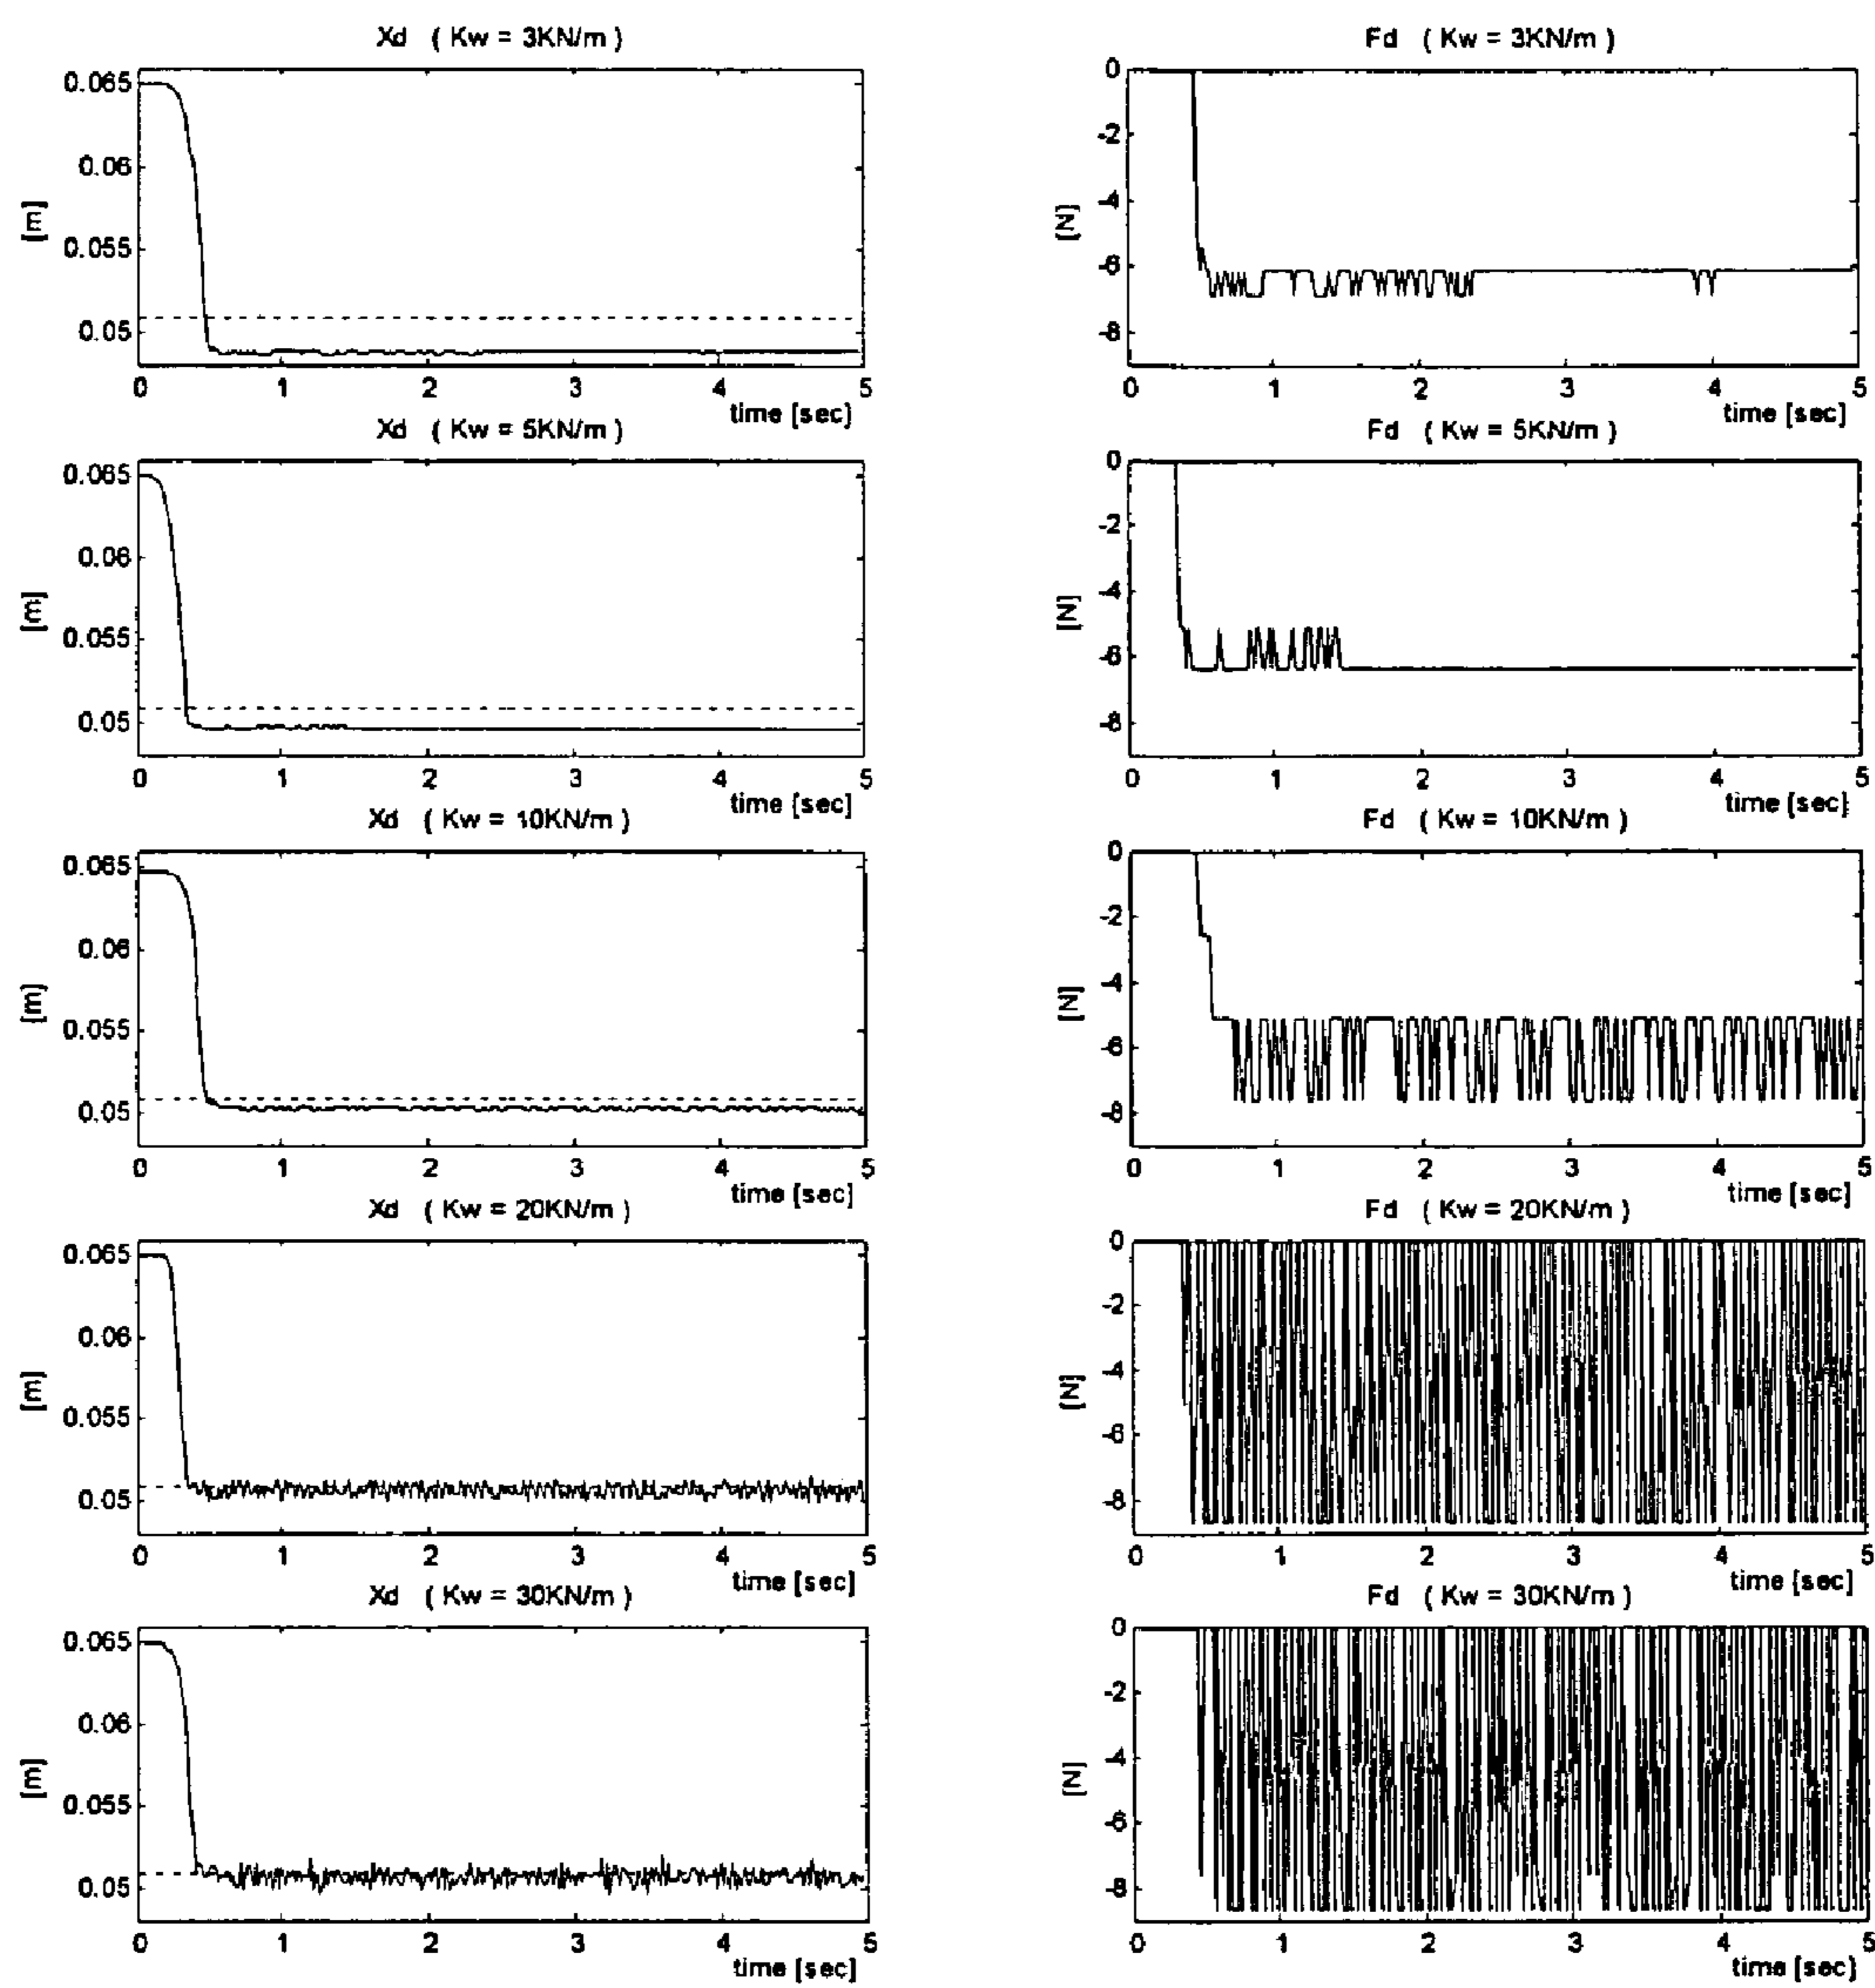 Xd ( Kw = 3KN/m )
0.065
0.06
0.055
0.05
[m]
0 1 2 3 4 5
time [sec]
Fd ( Kw = 3KN/m )
0
-2
-4
-6
-8
[N]
0 1 2 3 4 5
time [sec]
Xd ( Kw = 5KN/m )
0.065
0.06
0.055
0.05
[m]
0 1 2 3 4 5
time [sec]
Fd ( Kw = 5KN/m )
0
-2
-4
-6
-8
[N]
0 1 2 3 4 5
time [sec]
Xd ( Kw = 10KN/m )
0.065
0.06
0.055
0.05
[m]
0 1 2 3 4 5
time [sec]
Fd ( Kw = 10KN/m )
0
-2
-4
-6
-8
[N]
0 1 2 3 4 5
time [sec]
Xd ( Kw = 20KN/m )
0.065
0.06
0.055
0.05
[m]
0 1 2 3 4 5
time [sec]
Fd ( Kw = 20KN/m )
0
-2
-4
-6
-8
[N]
0 1 2 3 4 5
time [sec]
Xd ( Kw = 30KN/m )
0.065
0.06
0.055
0.05
[m]
0 1 2 3 4 5
time [sec]
Fd ( Kw = 30KN/m )
0
-2
-4
-6
-8
[N]
0 1 2 3 4 5
time [sec]